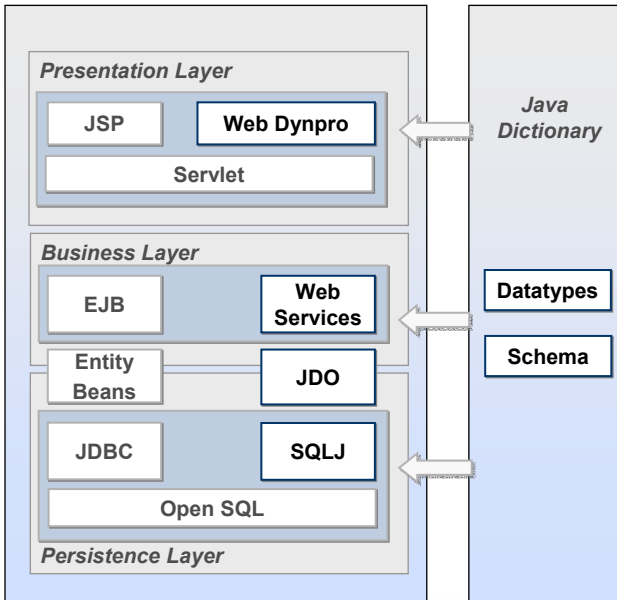 Presentation Layer
JSP
Web Dynpro
Servlet
Business Layer
EJB
Web
Services
Entity
Beans
JDO
JDBC
SQLJ
Open SQL
Persistence Layer
Java
Dictionary
Datatypes
Schema